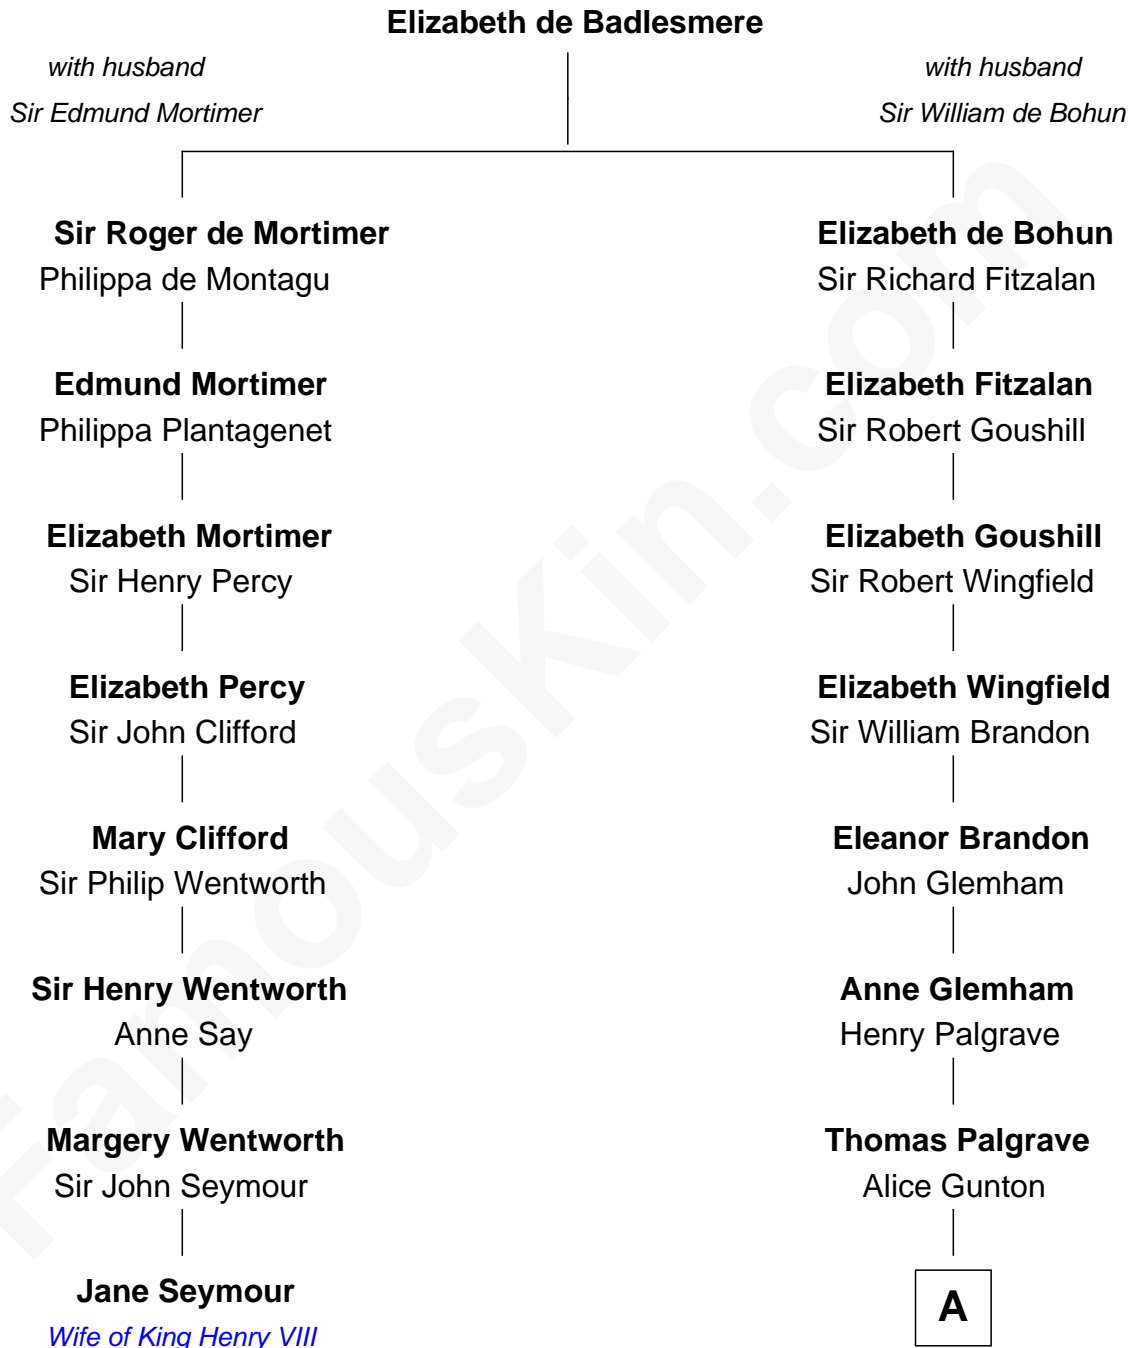 Elizabeth de Badlesmere
with husband
Sir Edmund Mortimer
with husband
Sir William de Bohun
Sir Roger de Mortimer
Philippa de Montagu
Elizabeth de Bohun
Sir Richard Fitzalan
Edmund Mortimer
Philippa Plantagenet
Elizabeth Fitzalan
Sir Robert Goushill
Elizabeth Mortimer
Sir Henry Percy
Elizabeth Goushill
Sir Robert Wingfield
Elizabeth Percy
Sir John Clifford
Elizabeth Wingfield
Sir William Brandon
Mary Clifford
Sir Philip Wentworth
Eleanor Brandon
John Glemham
Sir Henry Wentworth
Anne Say
Anne Glemham
Henry Palgrave
Margery Wentworth
Sir John Seymour
Thomas Palgrave
Alice Gunton
Jane Seymour
Wife of King Henry VIII
A
FamousKin.com